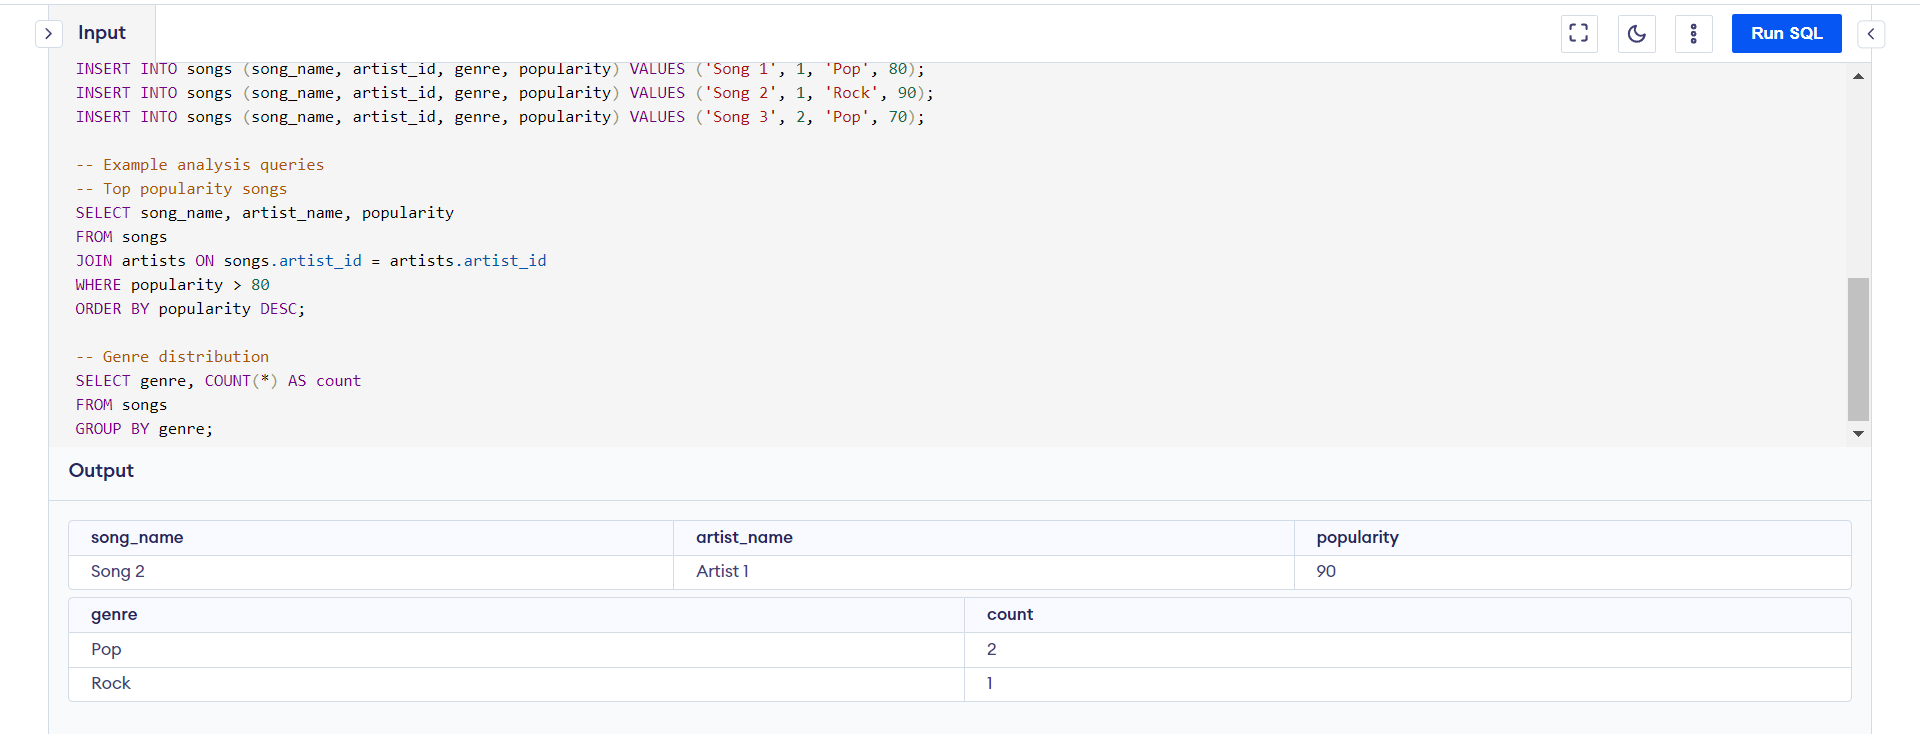 Input
Run SQL
INSERT INTO songs (song_name, artist_id, genre, popularity) VALUES ('Song 1', 1, 'Pop', 80);
INSERT INTO songs (song_name, artist_id, genre, popularity) VALUES ('Song 2', 1, 'Rock', 90);
INSERT INTO songs (song_name, artist_id, genre, popularity) VALUES ('Song 3', 2, 'Pop', 70);
-- Example analysis queries
-- Top popularity songs
SELECT song_name, artist_name, popularity
FROM songs
JOIN artists ON songs.artist_id = artists.artist_id
WHERE popularity > 80
ORDER BY popularity DESC;
-- Genre distribution
SELECT genre, COUNT(*) AS count
FROM songs
GROUP BY genre;
Output
song_name artist_name popularity
Song 2 Artist 1 90
genre count
Pop 2
Rock 1